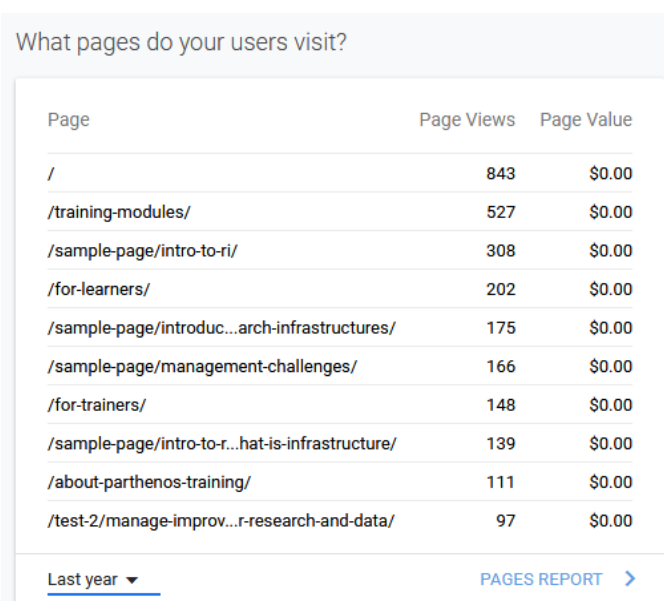 What pages do your users visit?
Page Page Views Page Value
/ 843 $0.00
/training-modules/ 527 $0.00
/sample-page/intro-to-ri/ 308 $0.00
/for-learners/ 202 $0.00
/sample-page/introduc...arch-infrastructures/ 175 $0.00
/sample-page/management-challenges/ 166 $0.00
/for-trainers/ 148 $0.00
/sample-page/intro-to-r...hat-is-infrastructure/ 139 $0.00
/about-parthenos-training/ 111 $0.00
/test-2/manage-improv...r-research-and-data/ 97 $0.00
Last year PAGES REPORT